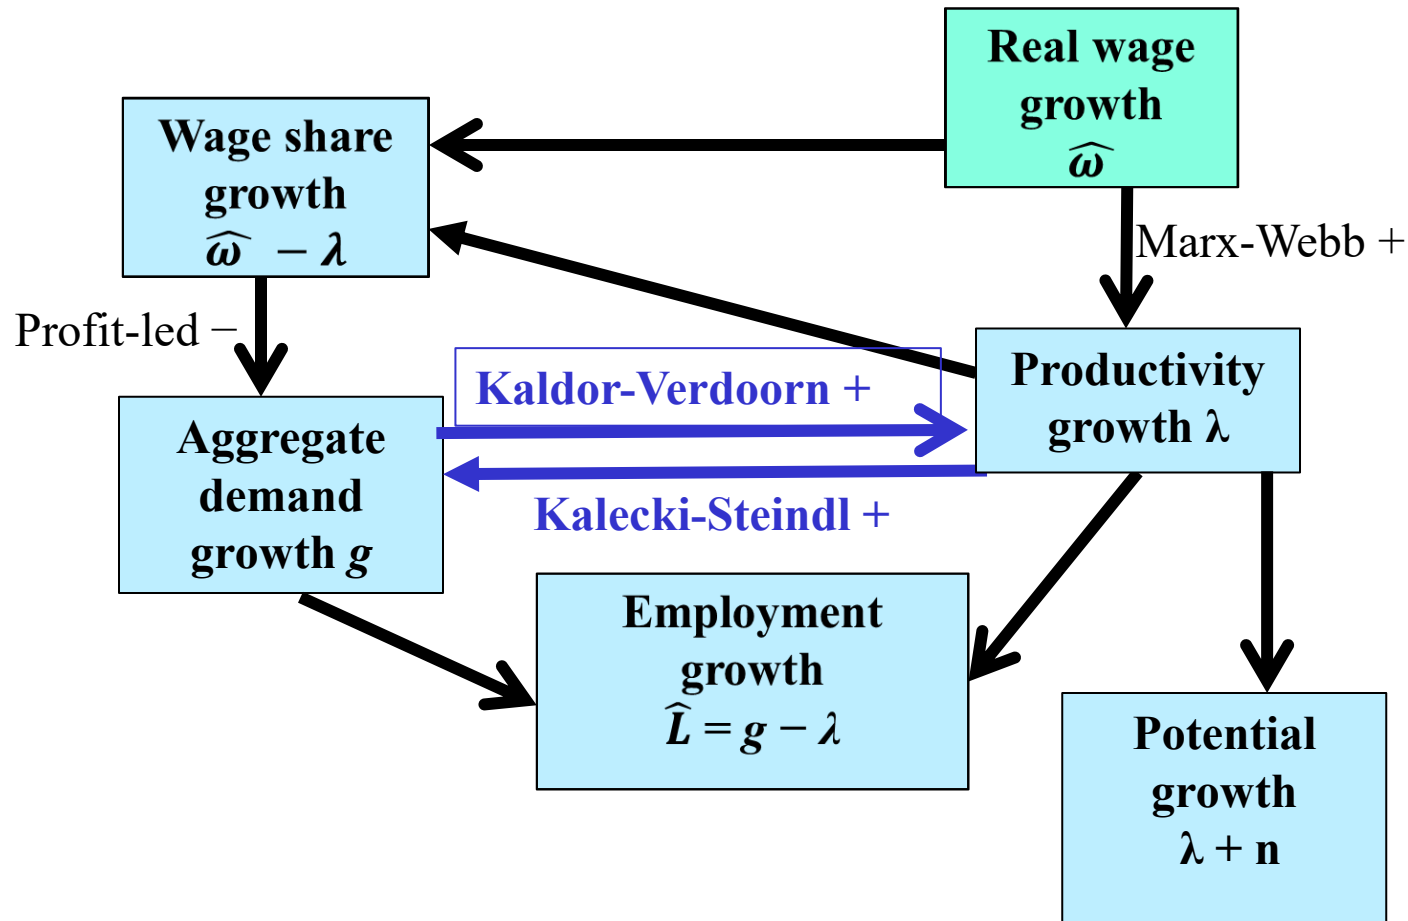 Real wage
growth
ω̂
Wage share
growth
ω̂ − λ
Marx-Webb +
Profit-led −
Kaldor-Verdoorn +
Productivity
growth λ
Aggregate
demand
growth g
Kalecki-Steindl +
Employment
growth
L̂ = g − λ
Potential
growth
λ + n